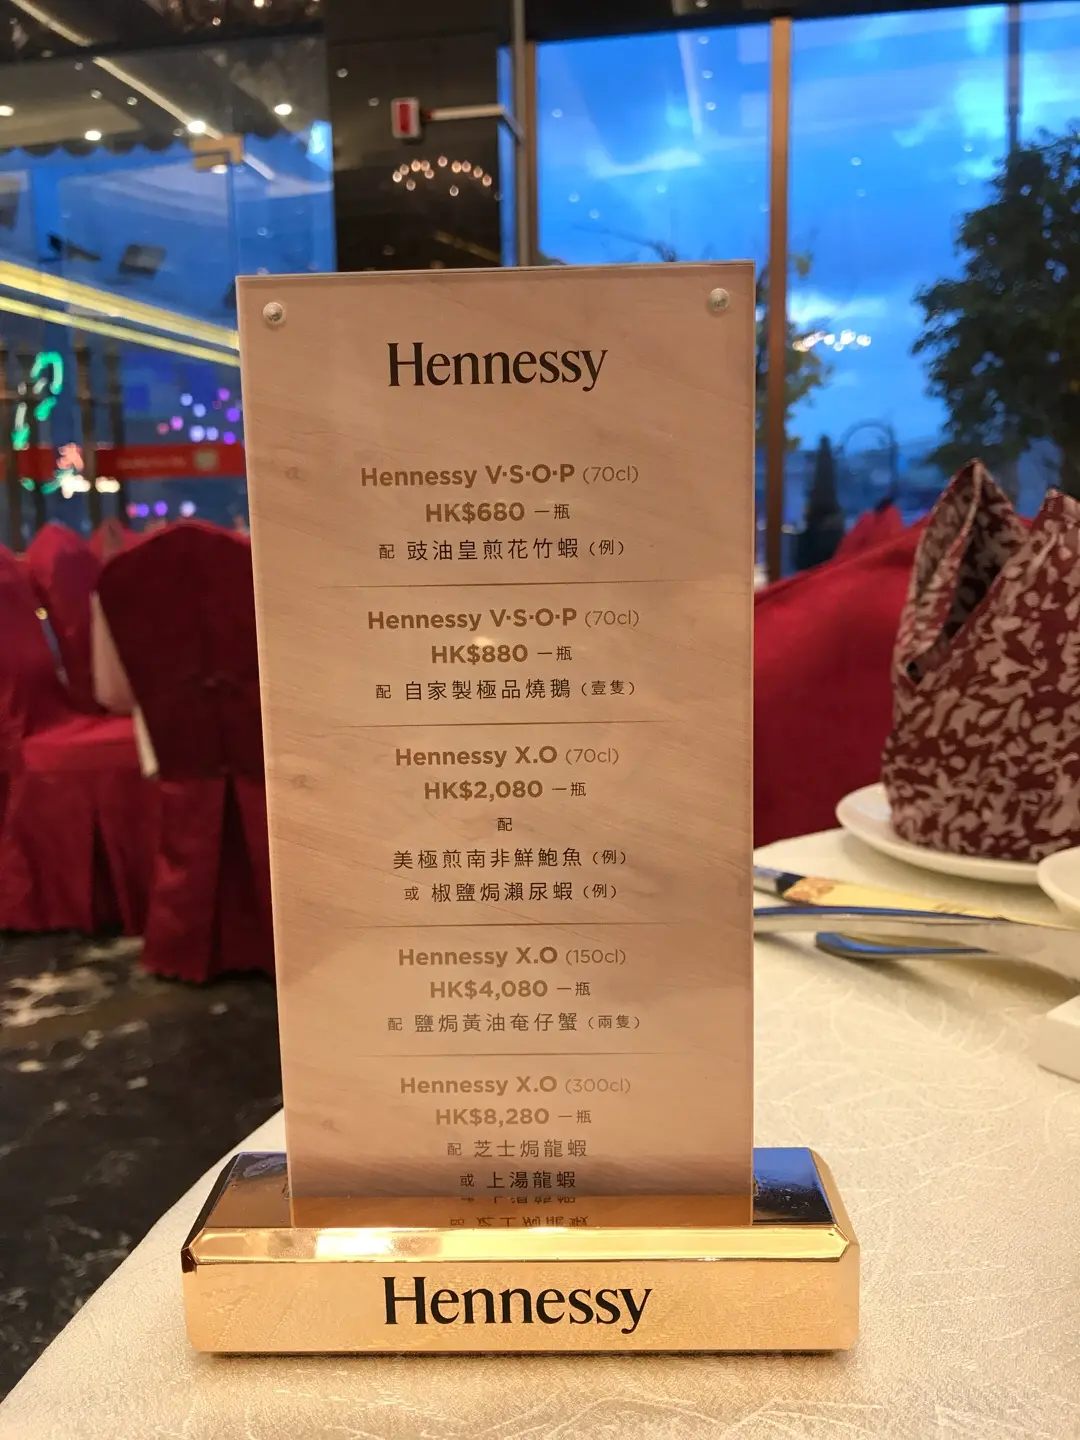 Hennessy
Hennessy V·S·O·P (70cl)
HK$680 一瓶
配 豉油皇煎花竹蝦（例）
Hennessy V·S·O·P (70cl)
HK$880 一瓶
配 自家製極品燒鵝（壹隻）
Hennessy X.O (70cl)
HK$2,080 一瓶
配
美極煎南非鮮鮑魚（例）
或 椒鹽焗瀨尿蝦（例）
Hennessy X.O (150cl)
HK$4,080 一瓶
配 鹽焗黃油奄仔蟹（兩隻）
Hennessy X.O (300cl)
HK$8,280 一瓶
配 芝士焗龍蝦
或 上湯龍蝦
Hennessy